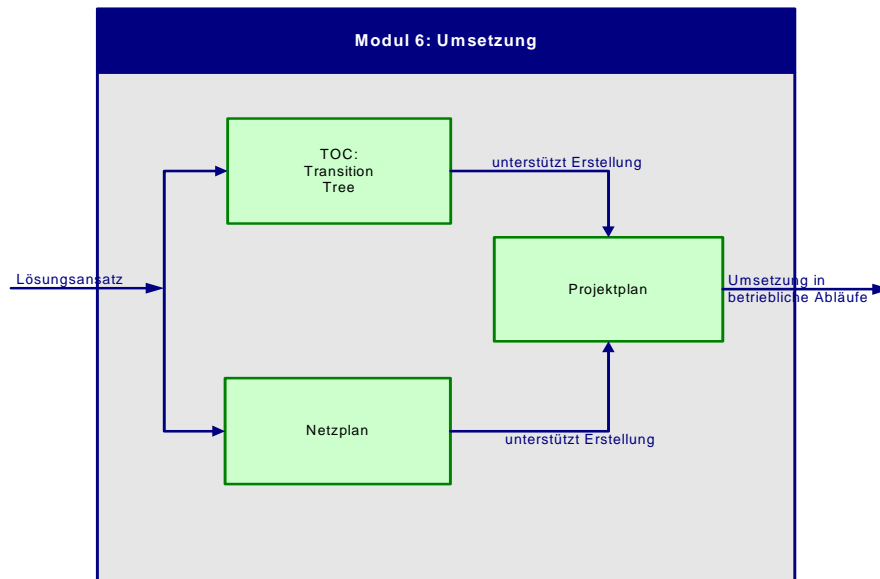 Modul 6: Umsetzung
TOC:
Transition
Tree
unterstützt Erstellung
Lösungsansatz
Projektplan
Umsetzung in
betriebliche Abläufe
Netzplan
unterstützt Erstellung